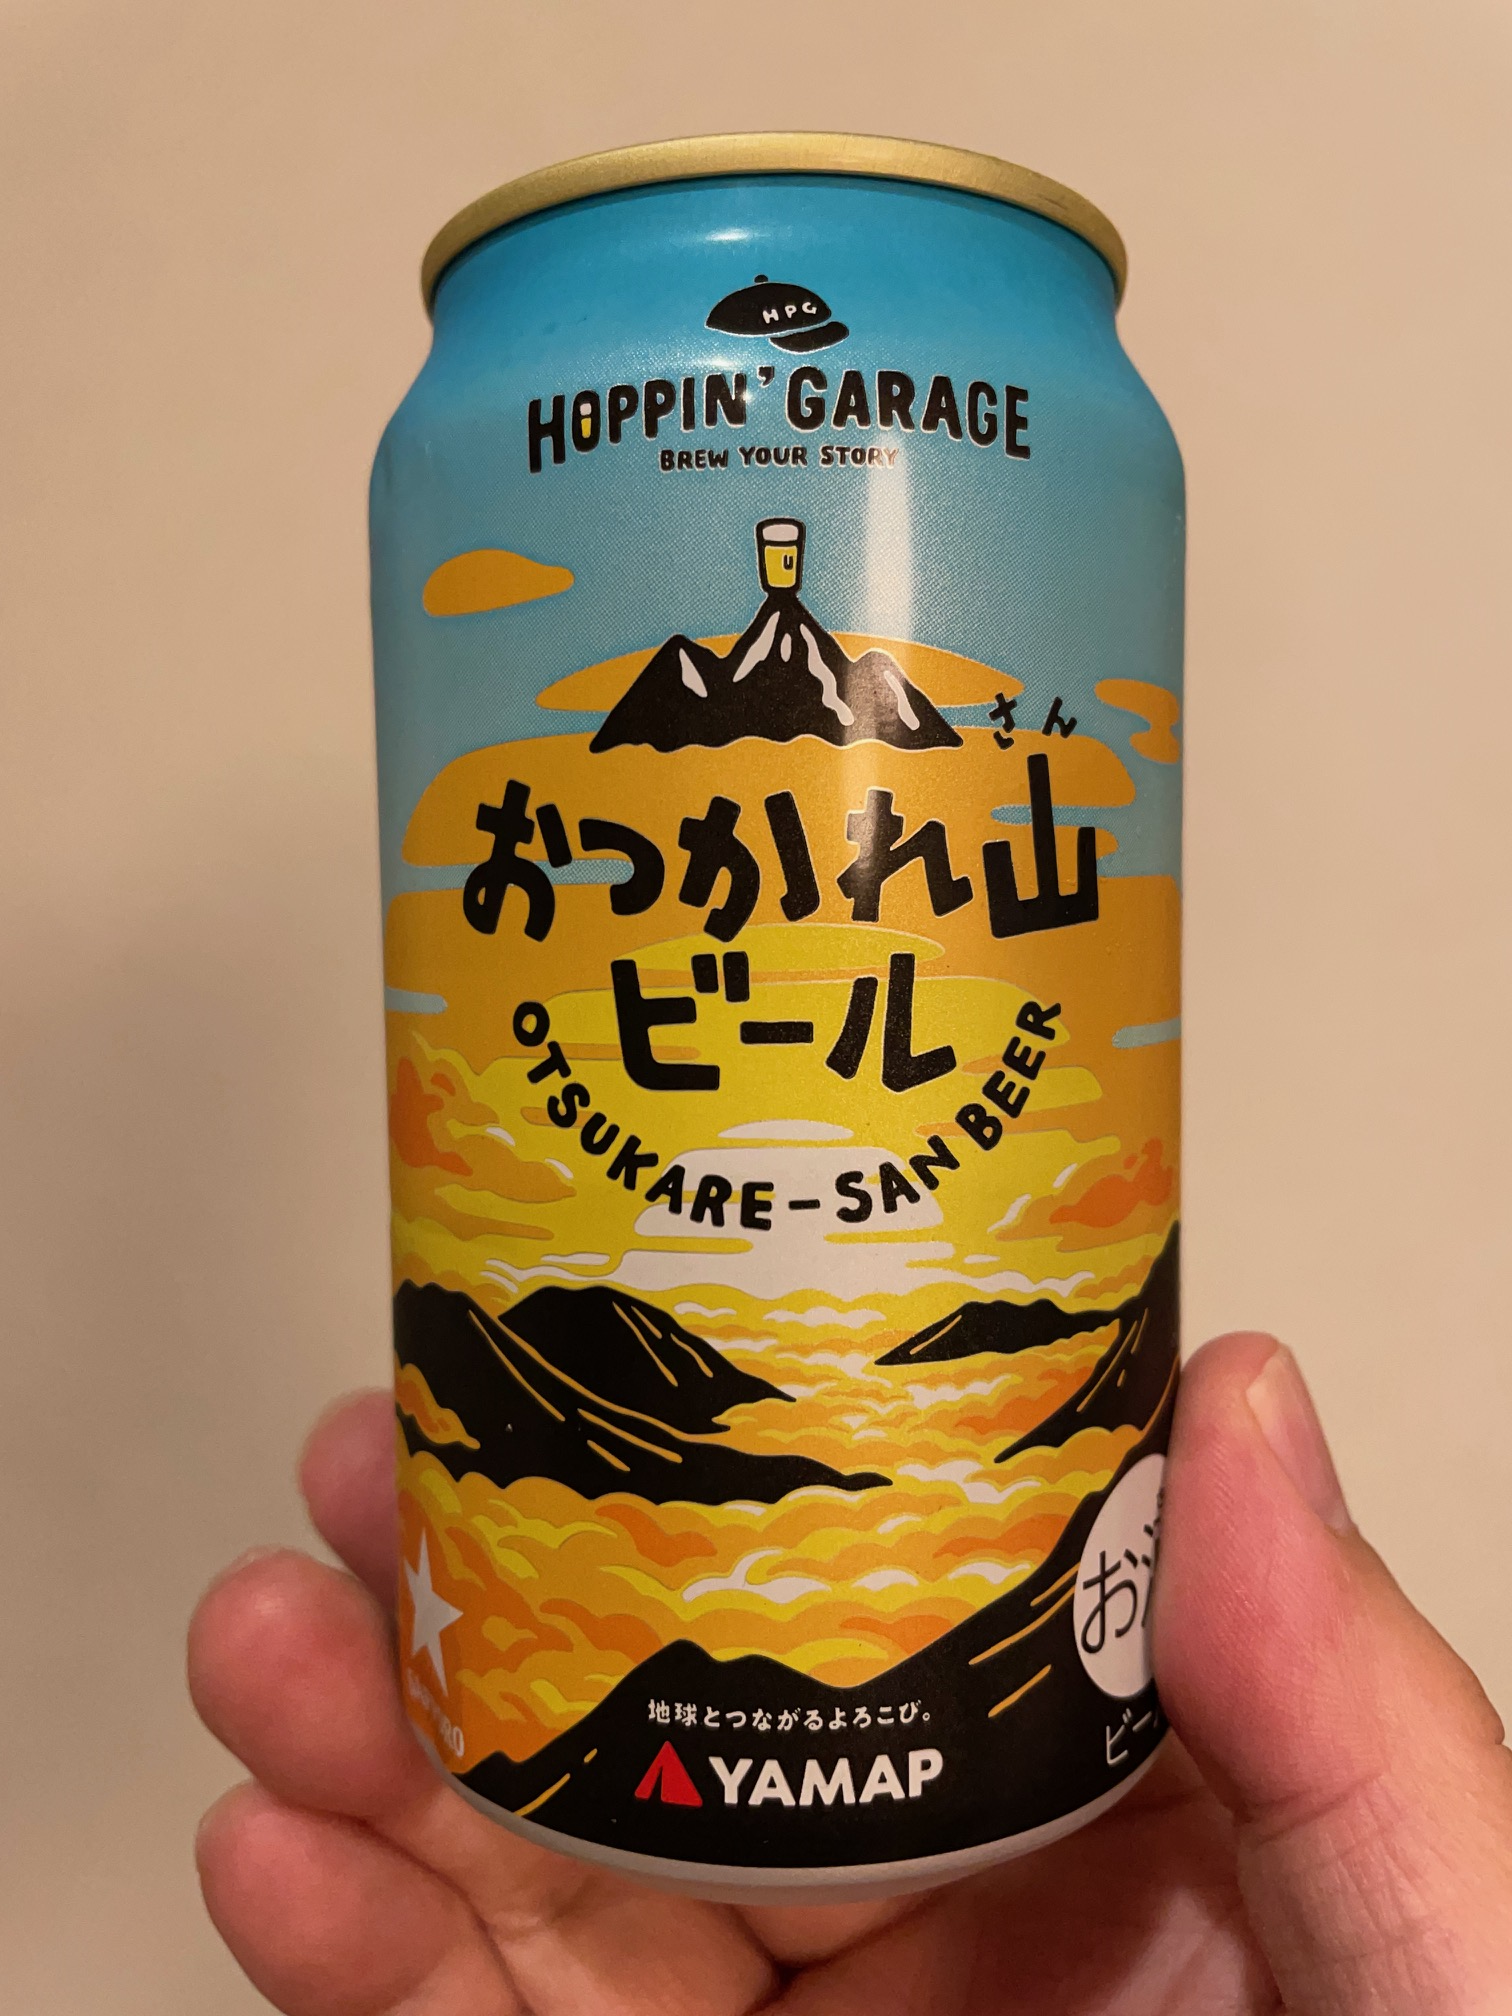 HPG
HOPPIN' GARAGE
BREW YOUR STORY
U
さん
おつかれ山
ビール
OTSUKARE-SAN BEER
SAPPORO
地球とつながるよろこび。
YAMAP